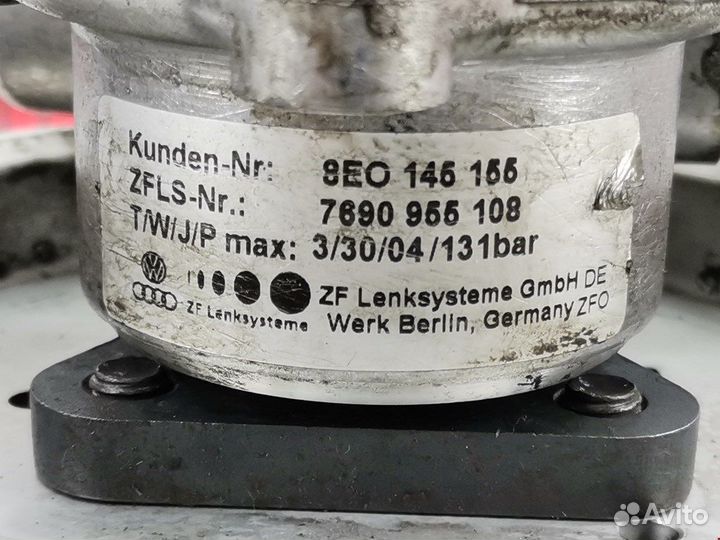 Kunden-Nr: 8EO 145 155
ZFLS-Nr.: 7690 955 108
T/W/J/P max: 3/30/04/131bar
ZF Lenksysteme GmbH DE
ZF Lenksysteme Werk Berlin, Germany ZFO
Avito